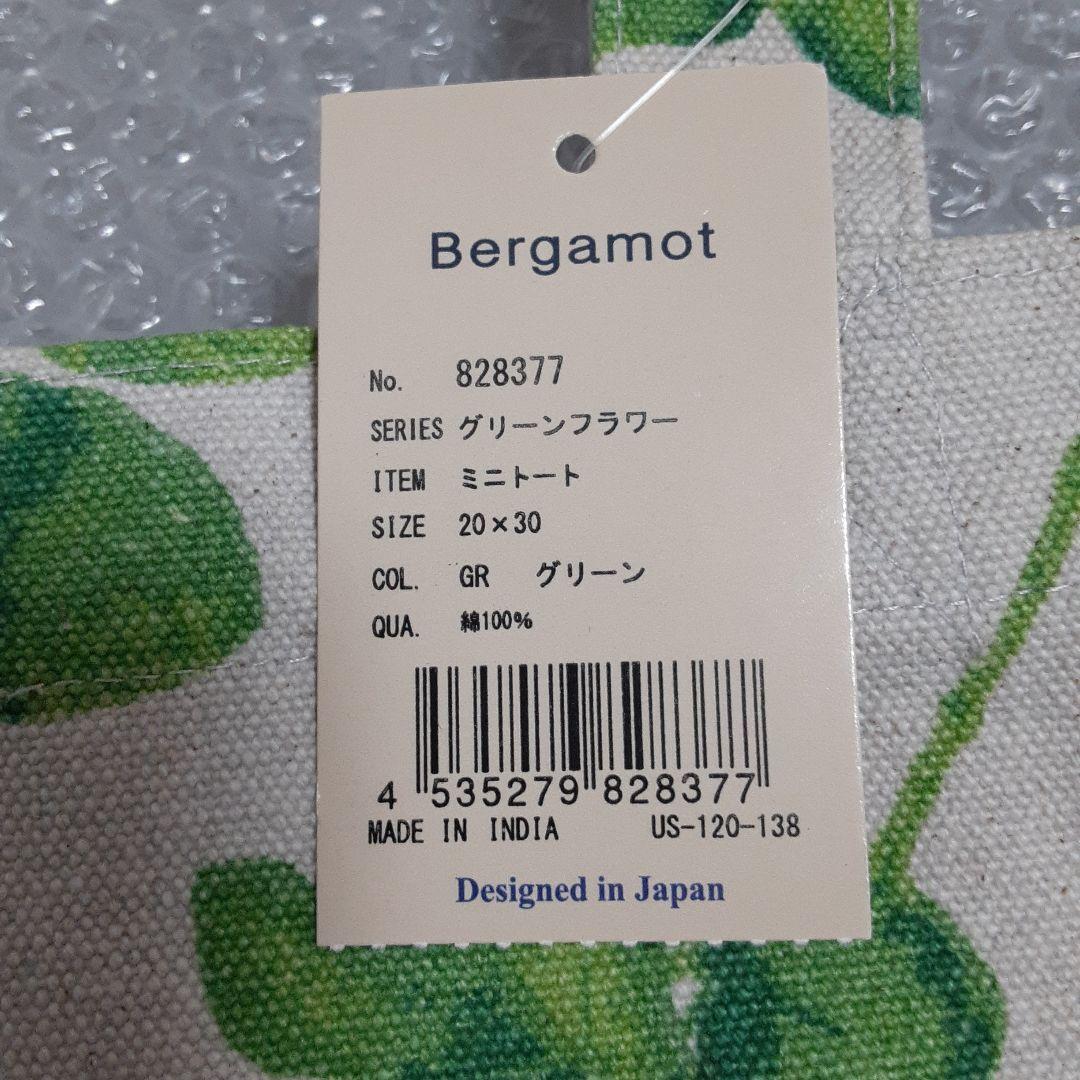 Bergamot
No. 828377
SERIES グリーンフラワー
ITEM ミニトート
SIZE 20×30
COL. GR グリーン
QUA. 綿100%
4 535279 828377
MADE IN INDIA US-120-138
Designed in Japan